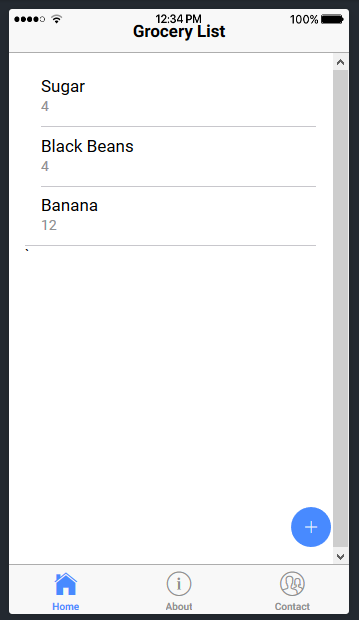 12:34 PM 100%
Grocery List
Sugar
4
Black Beans
4
Banana
12
`
Home About Contact